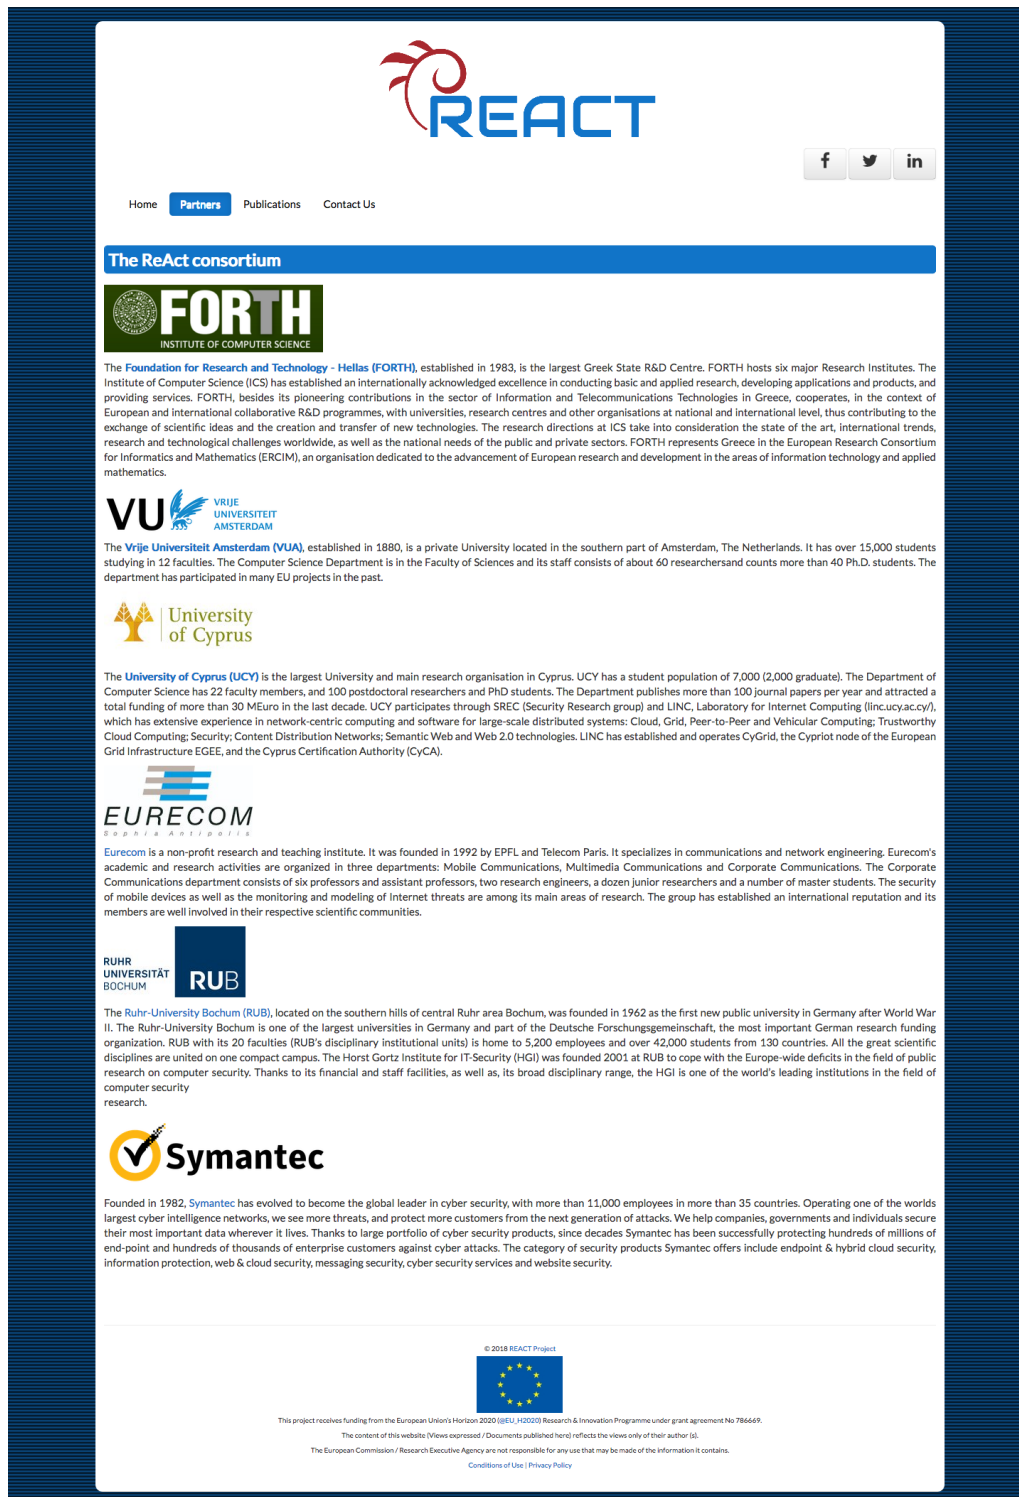 REACT
Home Partners Publications Contact Us
The ReAct consortium
FORTH
INSTITUTE OF COMPUTER SCIENCE
The Foundation for Research and Technology - Hellas (FORTH), established in 1983, is the largest Greek State R&D Centre. FORTH hosts six major Research Institutes. The
Institute of Computer Science (ICS) has established an internationally acknowledged excellence in conducting basic and applied research, developing applications and products, and
providing services. FORTH, besides its pioneering contributions in the sector of Information and Telecommunications Technologies in Greece, cooperates, in the context of
European and international collaborative R&D programmes, with universities, research centres and other organisations at national and international level, thus contributing to the
exchange of scientific ideas and the creation and transfer of new technologies. The research directions at ICS take into consideration the state of the art, international trends,
research and technological challenges worldwide, as well as the national needs of the public and private sectors. FORTH represents Greece in the European Research Consortium
for Informatics and Mathematics (ERCIM), an organisation dedicated to the advancement of European research and development in the areas of information technology and applied
mathematics.
VU VRIJE
UNIVERSITEIT
AMSTERDAM
The Vrije Universiteit Amsterdam (VUA), established in 1880, is a private University located in the southern part of Amsterdam, The Netherlands. It has over 15,000 students
studying in 12 faculties. The Computer Science Department is in the Faculty of Sciences and its staff consists of about 60 researchersand counts more than 40 Ph.D. students. The
department has participated in many EU projects in the past.
University
of Cyprus
The University of Cyprus (UCY) is the largest University and main research organisation in Cyprus. UCY has a student population of 7,000 (2,000 graduate). The Department of
Computer Science has 22 faculty members, and 100 postdoctoral researchers and PhD students. The Department publishes more than 100 journal papers per year and attracted a
total funding of more than 30 MEuro in the last decade. UCY participates through SREC (Security Research group) and LINC, Laboratory for Internet Computing (linc.ucy.ac.cy/),
which has extensive experience in network-centric computing and software for large-scale distributed systems: Cloud, Grid, Peer-to-Peer and Vehicular Computing; Trustworthy
Cloud Computing; Security; Content Distribution Networks; Semantic Web and Web 2.0 technologies. LINC has established and operates CyGrid, the Cypriot node of the European
Grid Infrastructure EGEE, and the Cyprus Certification Authority (CyCA).
EURECOM
Sophia Antipolis
Eurecom is a non-profit research and teaching institute. It was founded in 1992 by EPFL and Telecom Paris. It specializes in communications and network engineering. Eurecom's
academic and research activities are organized in three departments: Mobile Communications, Multimedia Communications and Corporate Communications. The Corporate
Communications department consists of six professors and assistant professors, two research engineers, a dozen junior researchers and a number of master students. The security
of mobile devices as well as the monitoring and modeling of Internet threats are among its main areas of research. The group has established an international reputation and its
members are well involved in their respective scientific communities.
RUHR
UNIVERSITÄT
BOCHUM RUB
The Ruhr-University Bochum (RUB), located on the southern hills of central Ruhr area Bochum, was founded in 1962 as the first new public university in Germany after World War
II. The Ruhr-University Bochum is one of the largest universities in Germany and part of the Deutsche Forschungsgemeinschaft, the most important German research funding
organization. RUB with its 20 faculties (RUB's disciplinary institutional units) is home to 5,200 employees and over 42,000 students from 130 countries. All the great scientific
disciplines are united on one compact campus. The Horst Gortz Institute for IT-Security (HGI) was founded 2001 at RUB to cope with the Europe-wide deficits in the field of public
research on computer security. Thanks to its financial and staff facilities, as well as, its broad disciplinary range, the HGI is one of the world's leading institutions in the field of
computer security
research.
Symantec
Founded in 1982, Symantec has evolved to become the global leader in cyber security, with more than 11,000 employees in more than 35 countries. Operating one of the worlds
largest cyber intelligence networks, we see more threats, and protect more customers from the next generation of attacks. We help companies, governments and individuals secure
their most important data wherever it lives. Thanks to large portfolio of cyber security products, since decades Symantec has been successfully protecting hundreds of millions of
end-point and hundreds of thousands of enterprise customers against cyber attacks. The category of security products Symantec offers include endpoint & hybrid cloud security,
information protection, web & cloud security, messaging security, cyber security services and website security.
© 2018 REACT Project
This project receives funding from the European Union's Horizon 2020 (@EU_H2020) Research & Innovation Programme under grant agreement No 786669.
The content of this website (Views expressed / Documents published here) reflects the views only of their author (s).
The European Commission / Research Executive Agency are not responsible for any use that may be made of the information it contains.
Conditions of Use | Privacy Policy